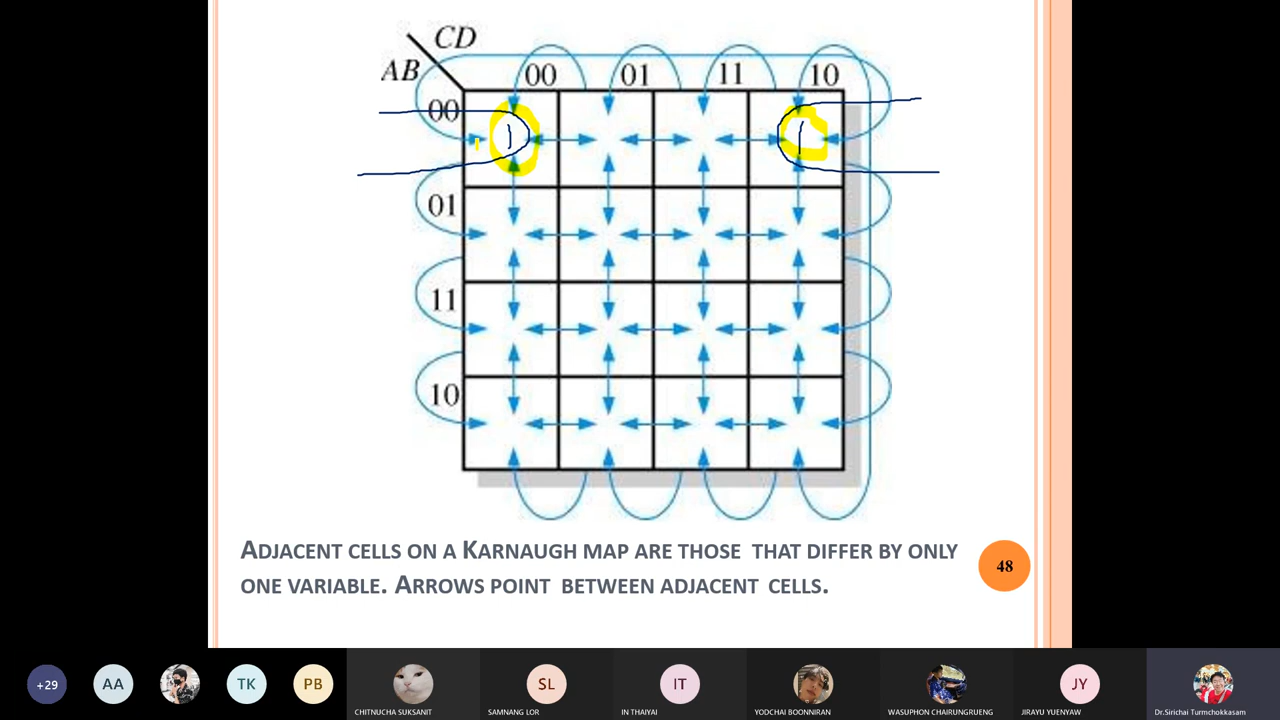 CD
AB
00 01 11 10
00
1 1
01
11
10
ADJACENT CELLS ON A KARNAUGH MAP ARE THOSE THAT DIFFER BY ONLY
ONE VARIABLE. ARROWS POINT BETWEEN ADJACENT CELLS.
48
+29 AA TK PB SL IT JY
CHITNUCHA SUKSANIT SAMNANG LOR IN THAIYAI YODCHAI BOONNIRAN WASUPHON CHAIRUNGRUENG JIRAYU YUENYAW Dr.Sirichai Turmchokkasam